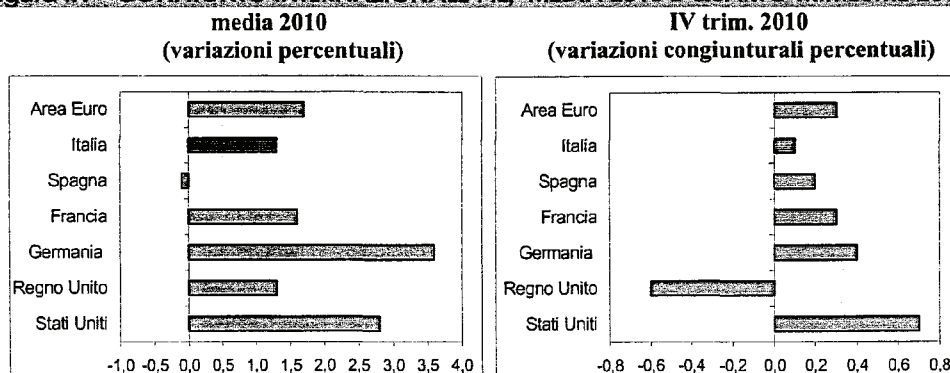 media 2010
(variazioni percentuali)
Area Euro
Italia
Spagna
Francia
Germania
Regno Unito
Stati Uniti
-1,0 -0,5 0,0 0,5 1,0 1,5 2,0 2,5 3,0 3,5 4,0
IV trim. 2010
(variazioni congiunturali percentuali)
Area Euro
Italia
Spagna
Francia
Germania
Regno Unito
Stati Uniti
-0,8 -0,6 -0,4 -0,2 0,0 0,2 0,4 0,6 0,8